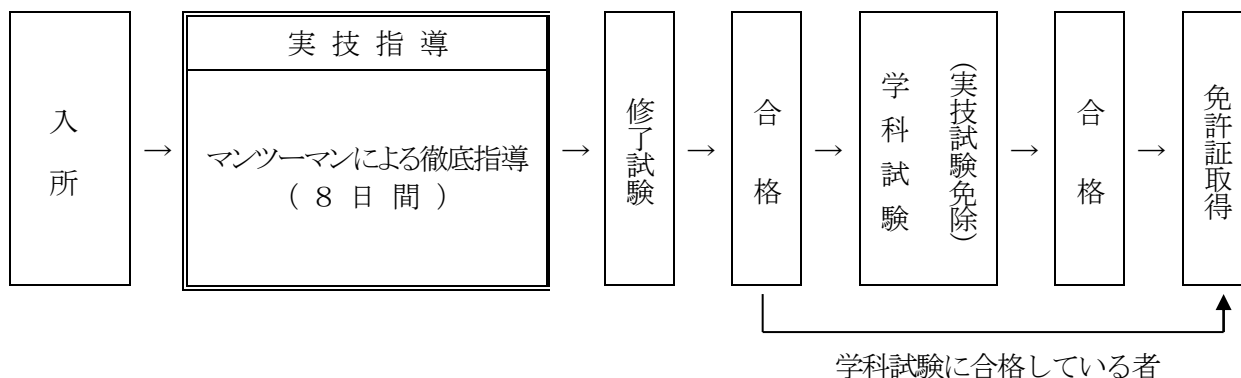 入所
→
実技指導
マンツーマンによる徹底指導
(8日間)
→
修了試験
→
合格
→
(実技試験免除)
学科試験
→
合格
→
免許証取得
学科試験に合格している者